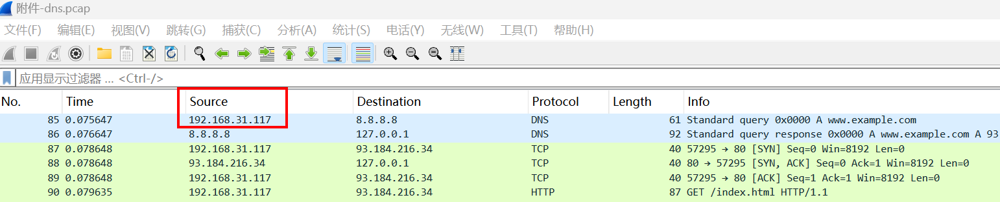 附件-dns.pcap
文件(F) 编辑(E) 视图(V) 跳转(G) 捕获(C) 分析(A) 统计(S) 电话(Y) 无线(W) 工具(T) 帮助(H)
应用显示过滤器 … <Ctrl-/>
No. Time Source Destination Protocol Length Info
85 0.075647 192.168.31.117 8.8.8.8 DNS 61 Standard query 0x0000 A www.example.com
86 0.076647 8.8.8.8 127.0.0.1 DNS 92 Standard query response 0x0000 A www.example.com A 93
87 0.078648 192.168.31.117 93.184.216.34 TCP 40 57295 → 80 [SYN] Seq=0 Win=8192 Len=0
88 0.078648 93.184.216.34 127.0.0.1 TCP 40 80 → 57295 [SYN, ACK] Seq=0 Ack=1 Win=8192 Len=0
89 0.078648 192.168.31.117 93.184.216.34 TCP 40 57295 → 80 [ACK] Seq=1 Ack=1 Win=8192 Len=0
90 0.079635 192.168.31.117 93.184.216.34 HTTP 87 GET /index.html HTTP/1.1